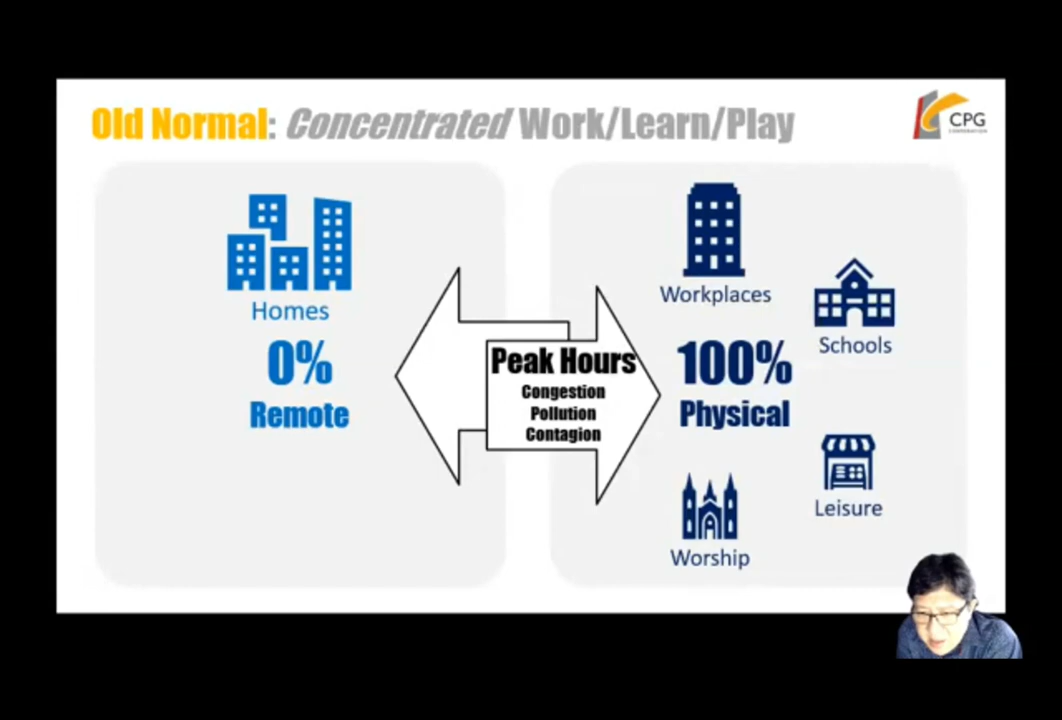 Old Normal: Concentrated Work/Learn/Play
CPG
CORPORATION
Homes
0%
Remote
Peak Hours
Congestion
Pollution
Contagion
Workplaces
Schools
100%
Physical
Leisure
Worship